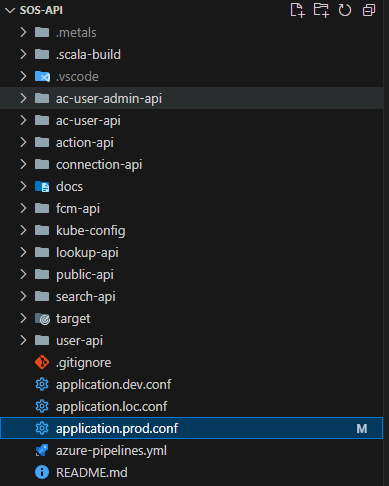 SOS-API
.metals
.scala-build
.vscode
ac-user-admin-api
ac-user-api
action-api
connection-api
docs
fcm-api
kube-config
lookup-api
public-api
search-api
target
user-api
.gitignore
application.dev.conf
application.loc.conf
application.prod.conf M
azure-pipelines.yml
README.md